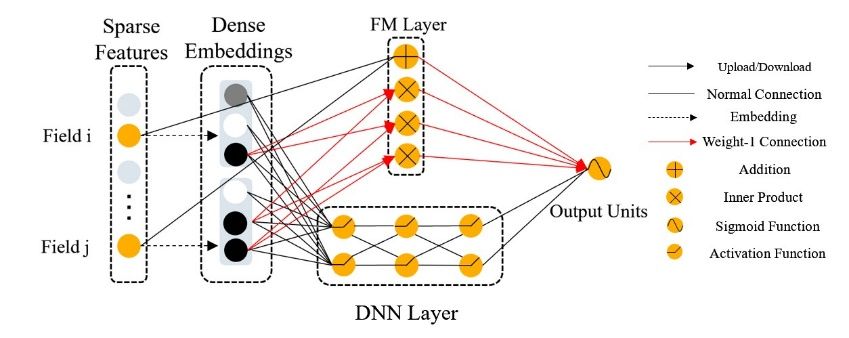 Sparse
Features
Dense
Embeddings
FM Layer
Field i
Field j
DNN Layer
Output Units
Upload/Download
Normal Connection
Embedding
Weight-1 Connection
Addition
Inner Product
Sigmoid Function
Activation Function